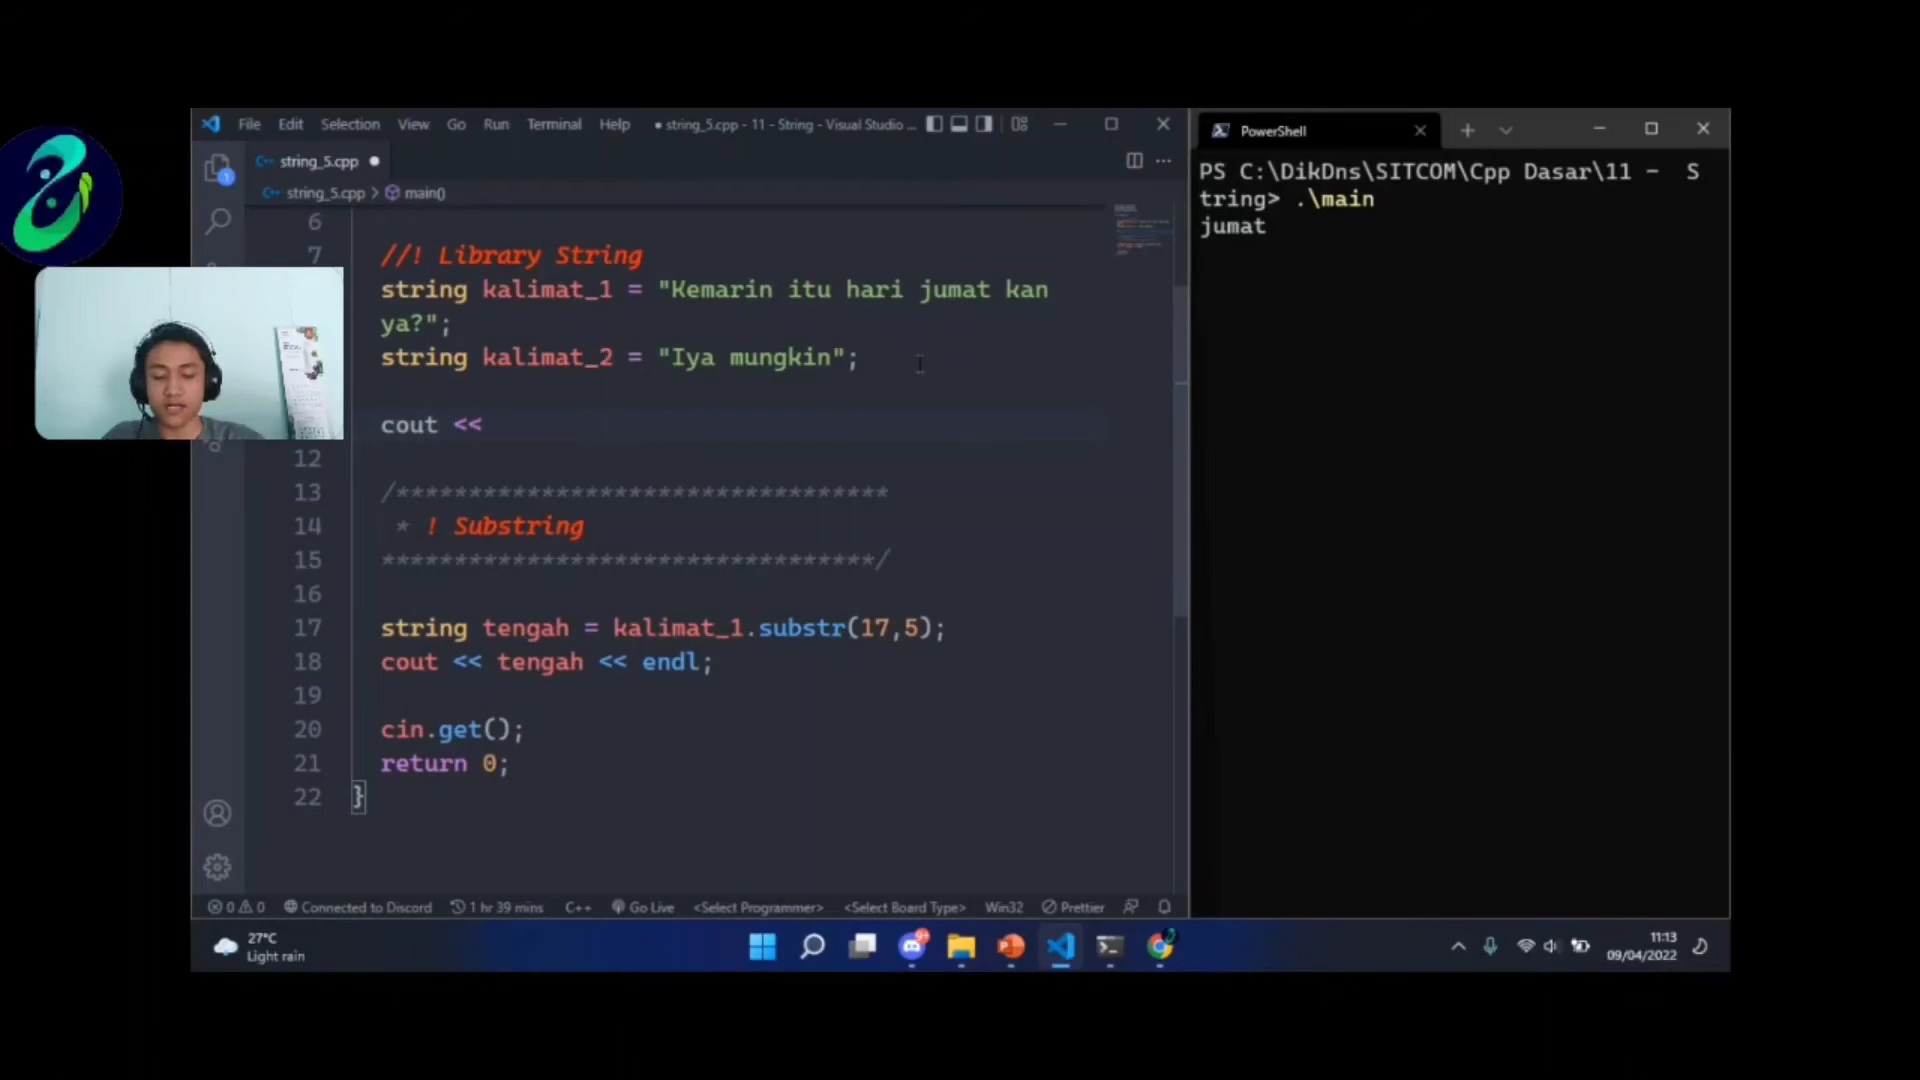 File Edit Selection View Go Run Terminal Help • string_5.cpp - 11 - String - Visual Studio ...
string_5.cpp
string_5.cpp > main()
6
7 //! Library String
string kalimat_1 = "Kemarin itu hari jumat kan
ya?";
string kalimat_2 = "Iya mungkin";
cout <<
12
13 /**********************************
14 * ! Substring
15 **********************************/
16
17 string tengah = kalimat_1.substr(17,5);
18 cout << tengah << endl;
19
20 cin.get();
21 return 0;
22 }
0 0 Connected to Discord 1 hr 39 mins C++ Go Live <Select Programmer> <Select Board Type> Win32 Prettier
PowerShell
PS C:\DikDns\SITCOM\Cpp Dasar\11 - S
tring> .\main
jumat
27°C
Light rain
11:13
09/04/2022